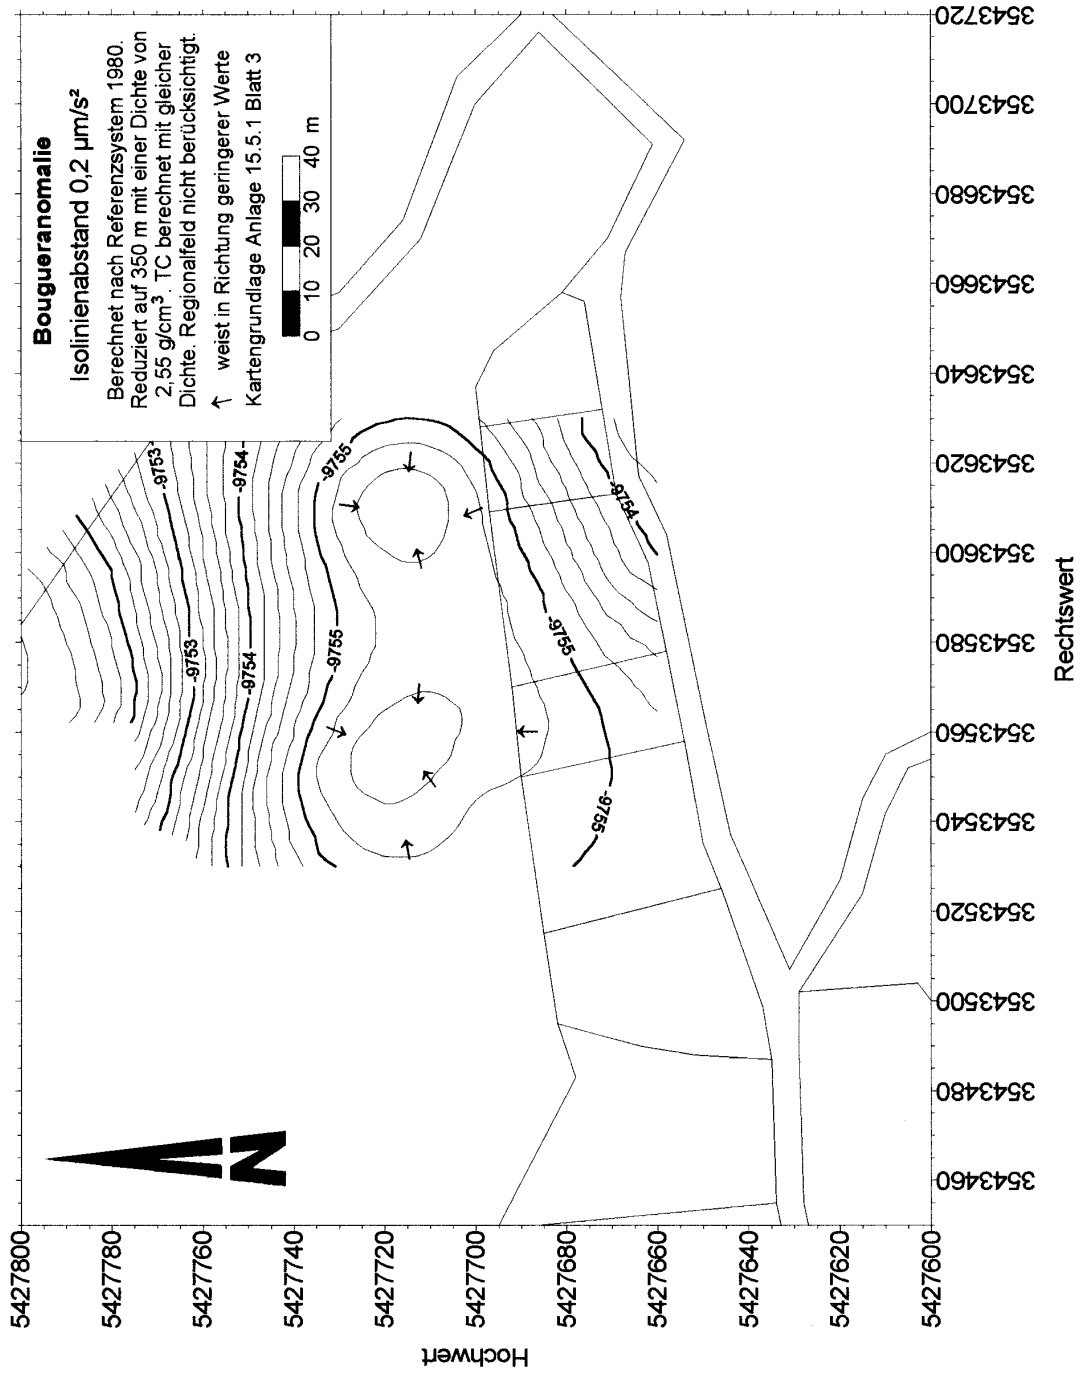 Bougueranomalie
Isolinienabstand 0,2 µm/s²
Berechnet nach Referenzsystem 1980.
Reduziert auf 350 m mit einer Dichte von
2,55 g/cm³. TC berechnet mit gleicher
Dichte. Regionalfeld nicht berücksichtigt.
↑ weist in Richtung geringerer Werte
Kartengrundlage Anlage 15.5.1 Blatt 3
0 10 20 30 40 m
-9753
-9753
-9754
-9754
-9755
-9755
-9755
-9755
-9754
N
Hochwert
5427800
5427780
5427760
5427740
5427720
5427700
5427680
5427660
5427640
5427620
5427600
3543460
3543480
3543500
3543520
3543540
3543560
3543580
3543600
3543620
3543640
3543660
3543680
3543700
3543720
Rechtswert